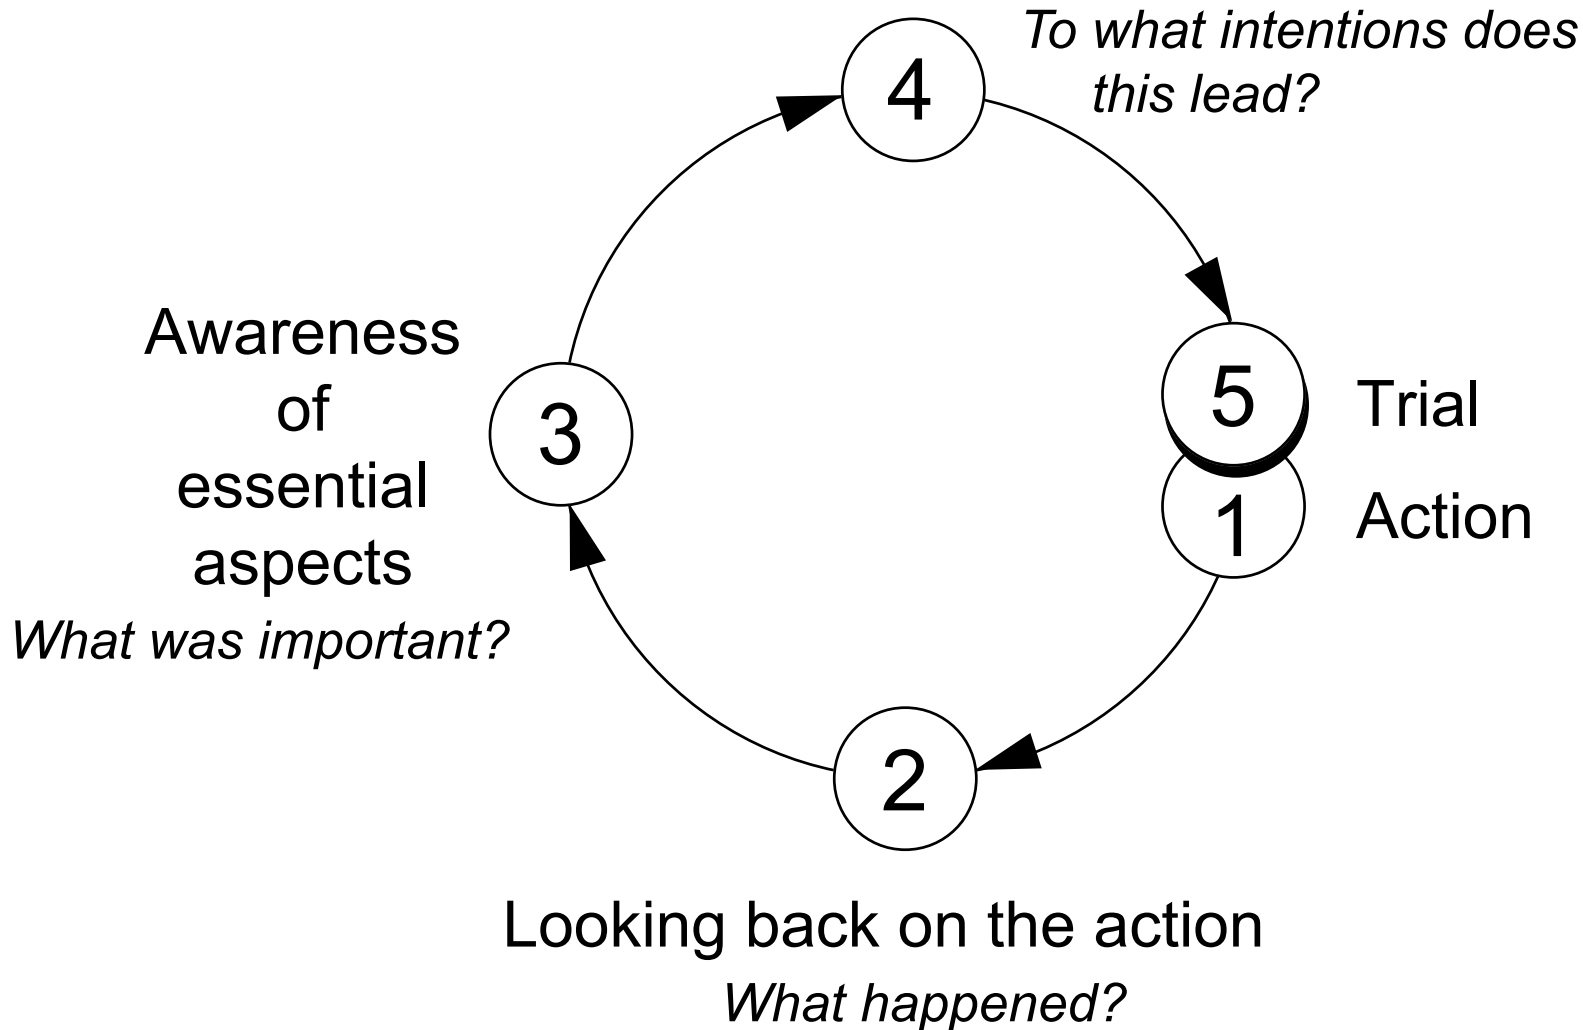 4
To what intentions does
this lead?
5
Trial
1
Action
Awareness
of
essential
aspects
What was important?
3
2
Looking back on the action
What happened?